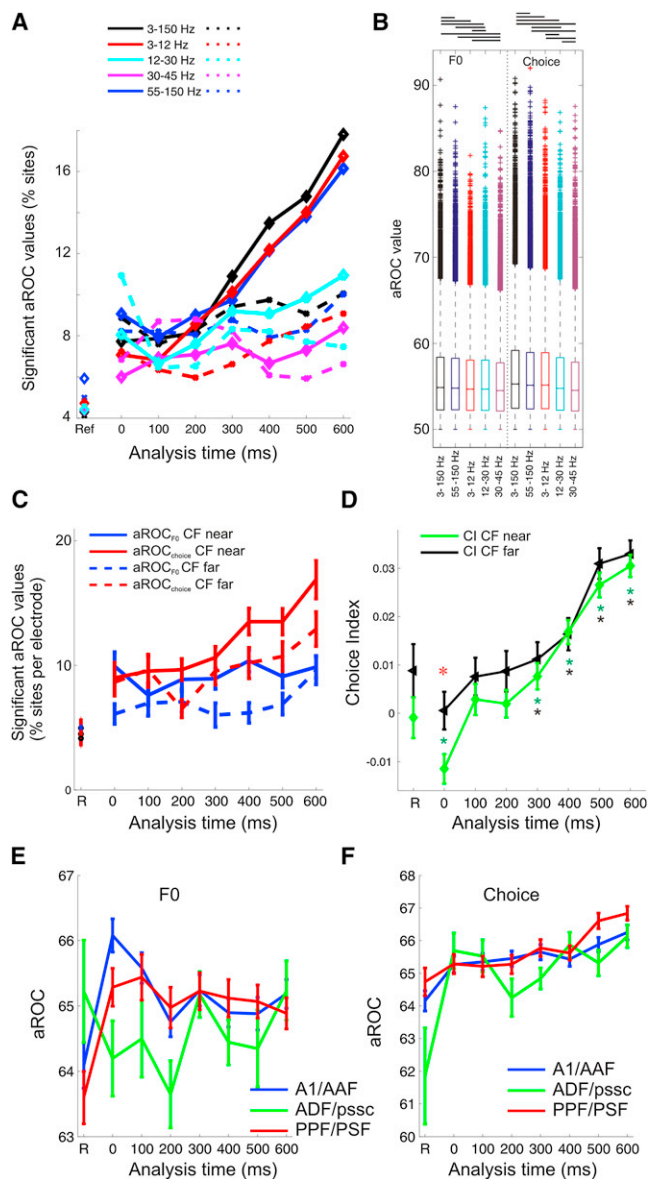 A
3-150 Hz
3-12 Hz
12-30 Hz
30-45 Hz
55-150 Hz
Significant aROC values (% sites)
16
12
8
4
Ref
0 100 200 300 400 500 600
Analysis time (ms)
B
F0 Choice
aROC value
90
80
70
60
50
3-150 Hz
55-150 Hz
3-12 Hz
12-30 Hz
30-45 Hz
3-150 Hz
55-150 Hz
3-12 Hz
12-30 Hz
30-45 Hz
C
aROCF0 CF near
aROCchoice CF near
aROCF0 CF far
aROCchoice CF far
Significant aROC values
(% sites per electrode)
20
10
0
R 0 100 200 300 400 500 600
Analysis time (ms)
D
CI CF near
CI CF far
Choice Index
0.03
0.02
0.01
0
-0.01
R 0 100 200 300 400 500 600
Analysis time (ms)
E
F0
aROC
67
66
65
64
63
A1/AAF
ADF/pssc
PPF/PSF
R 0 100 200 300 400 500 600
Analysis time (ms)
F
Choice
aROC
68
67
66
65
64
63
62
61
60
A1/AAF
ADF/pssc
PPF/PSF
R 0 100 200 300 400 500 600
Analysis time (ms)